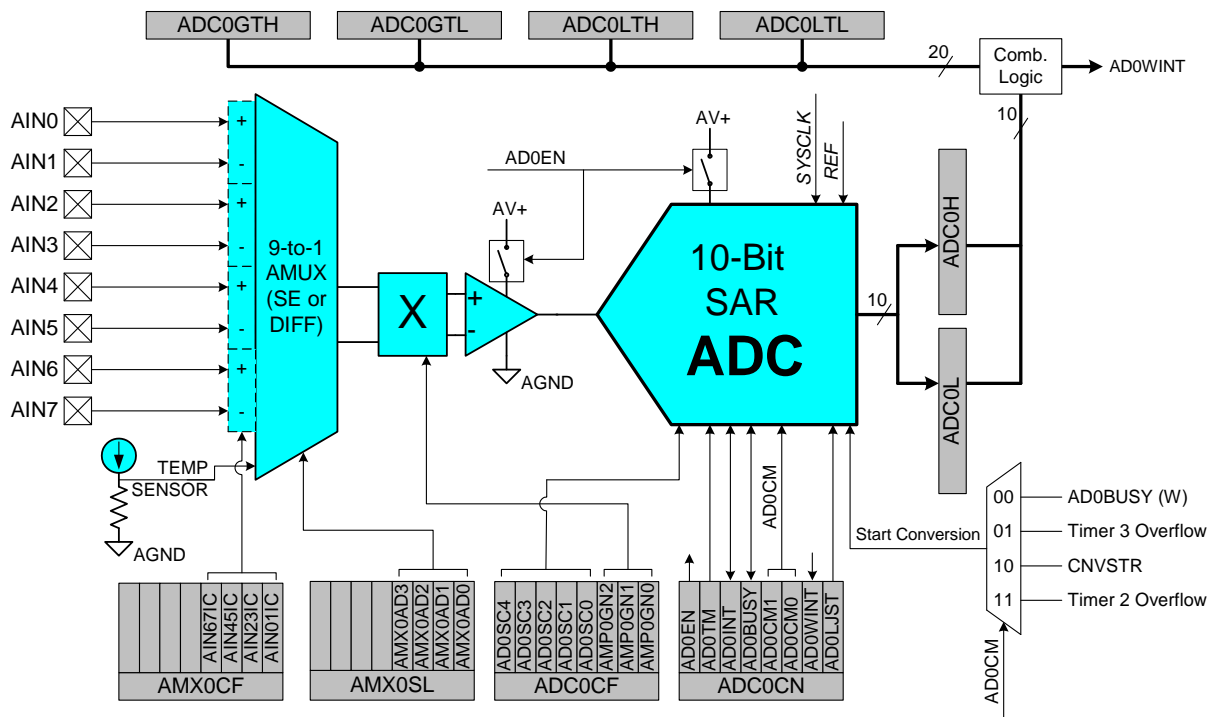 ADC0GTH
ADC0GTL
ADC0LTH
ADC0LTL
20
Comb.
Logic
AD0WINT
10
AIN0
AIN1
AIN2
AIN3
AIN4
AIN5
AIN6
AIN7
+
-
+
-
+
-
+
-
9-to-1
AMUX
(SE or
DIFF)
TEMP
SENSOR
AGND
X
+
-
AV+
AGND
AD0EN
AV+
SYSCLK
REF
10-Bit
SAR
ADC
10
ADC0H
ADC0L
AD0CM
Start Conversion
00
01
10
11
AD0BUSY (W)
Timer 3 Overflow
CNVSTR
Timer 2 Overflow
AD0CM
AIN67IC
AIN45IC
AIN23IC
AIN01IC
AMX0CF
AMX0AD3
AMX0AD2
AMX0AD1
AMX0AD0
AMX0SL
AD0SC4
AD0SC3
AD0SC2
AD0SC1
AD0SC0
AMP0GN2
AMP0GN1
AMP0GN0
ADC0CF
AD0EN
AD0TM
AD0INT
AD0BUSY
AD0CM1
AD0CM0
AD0WINT
AD0LJST
ADC0CN